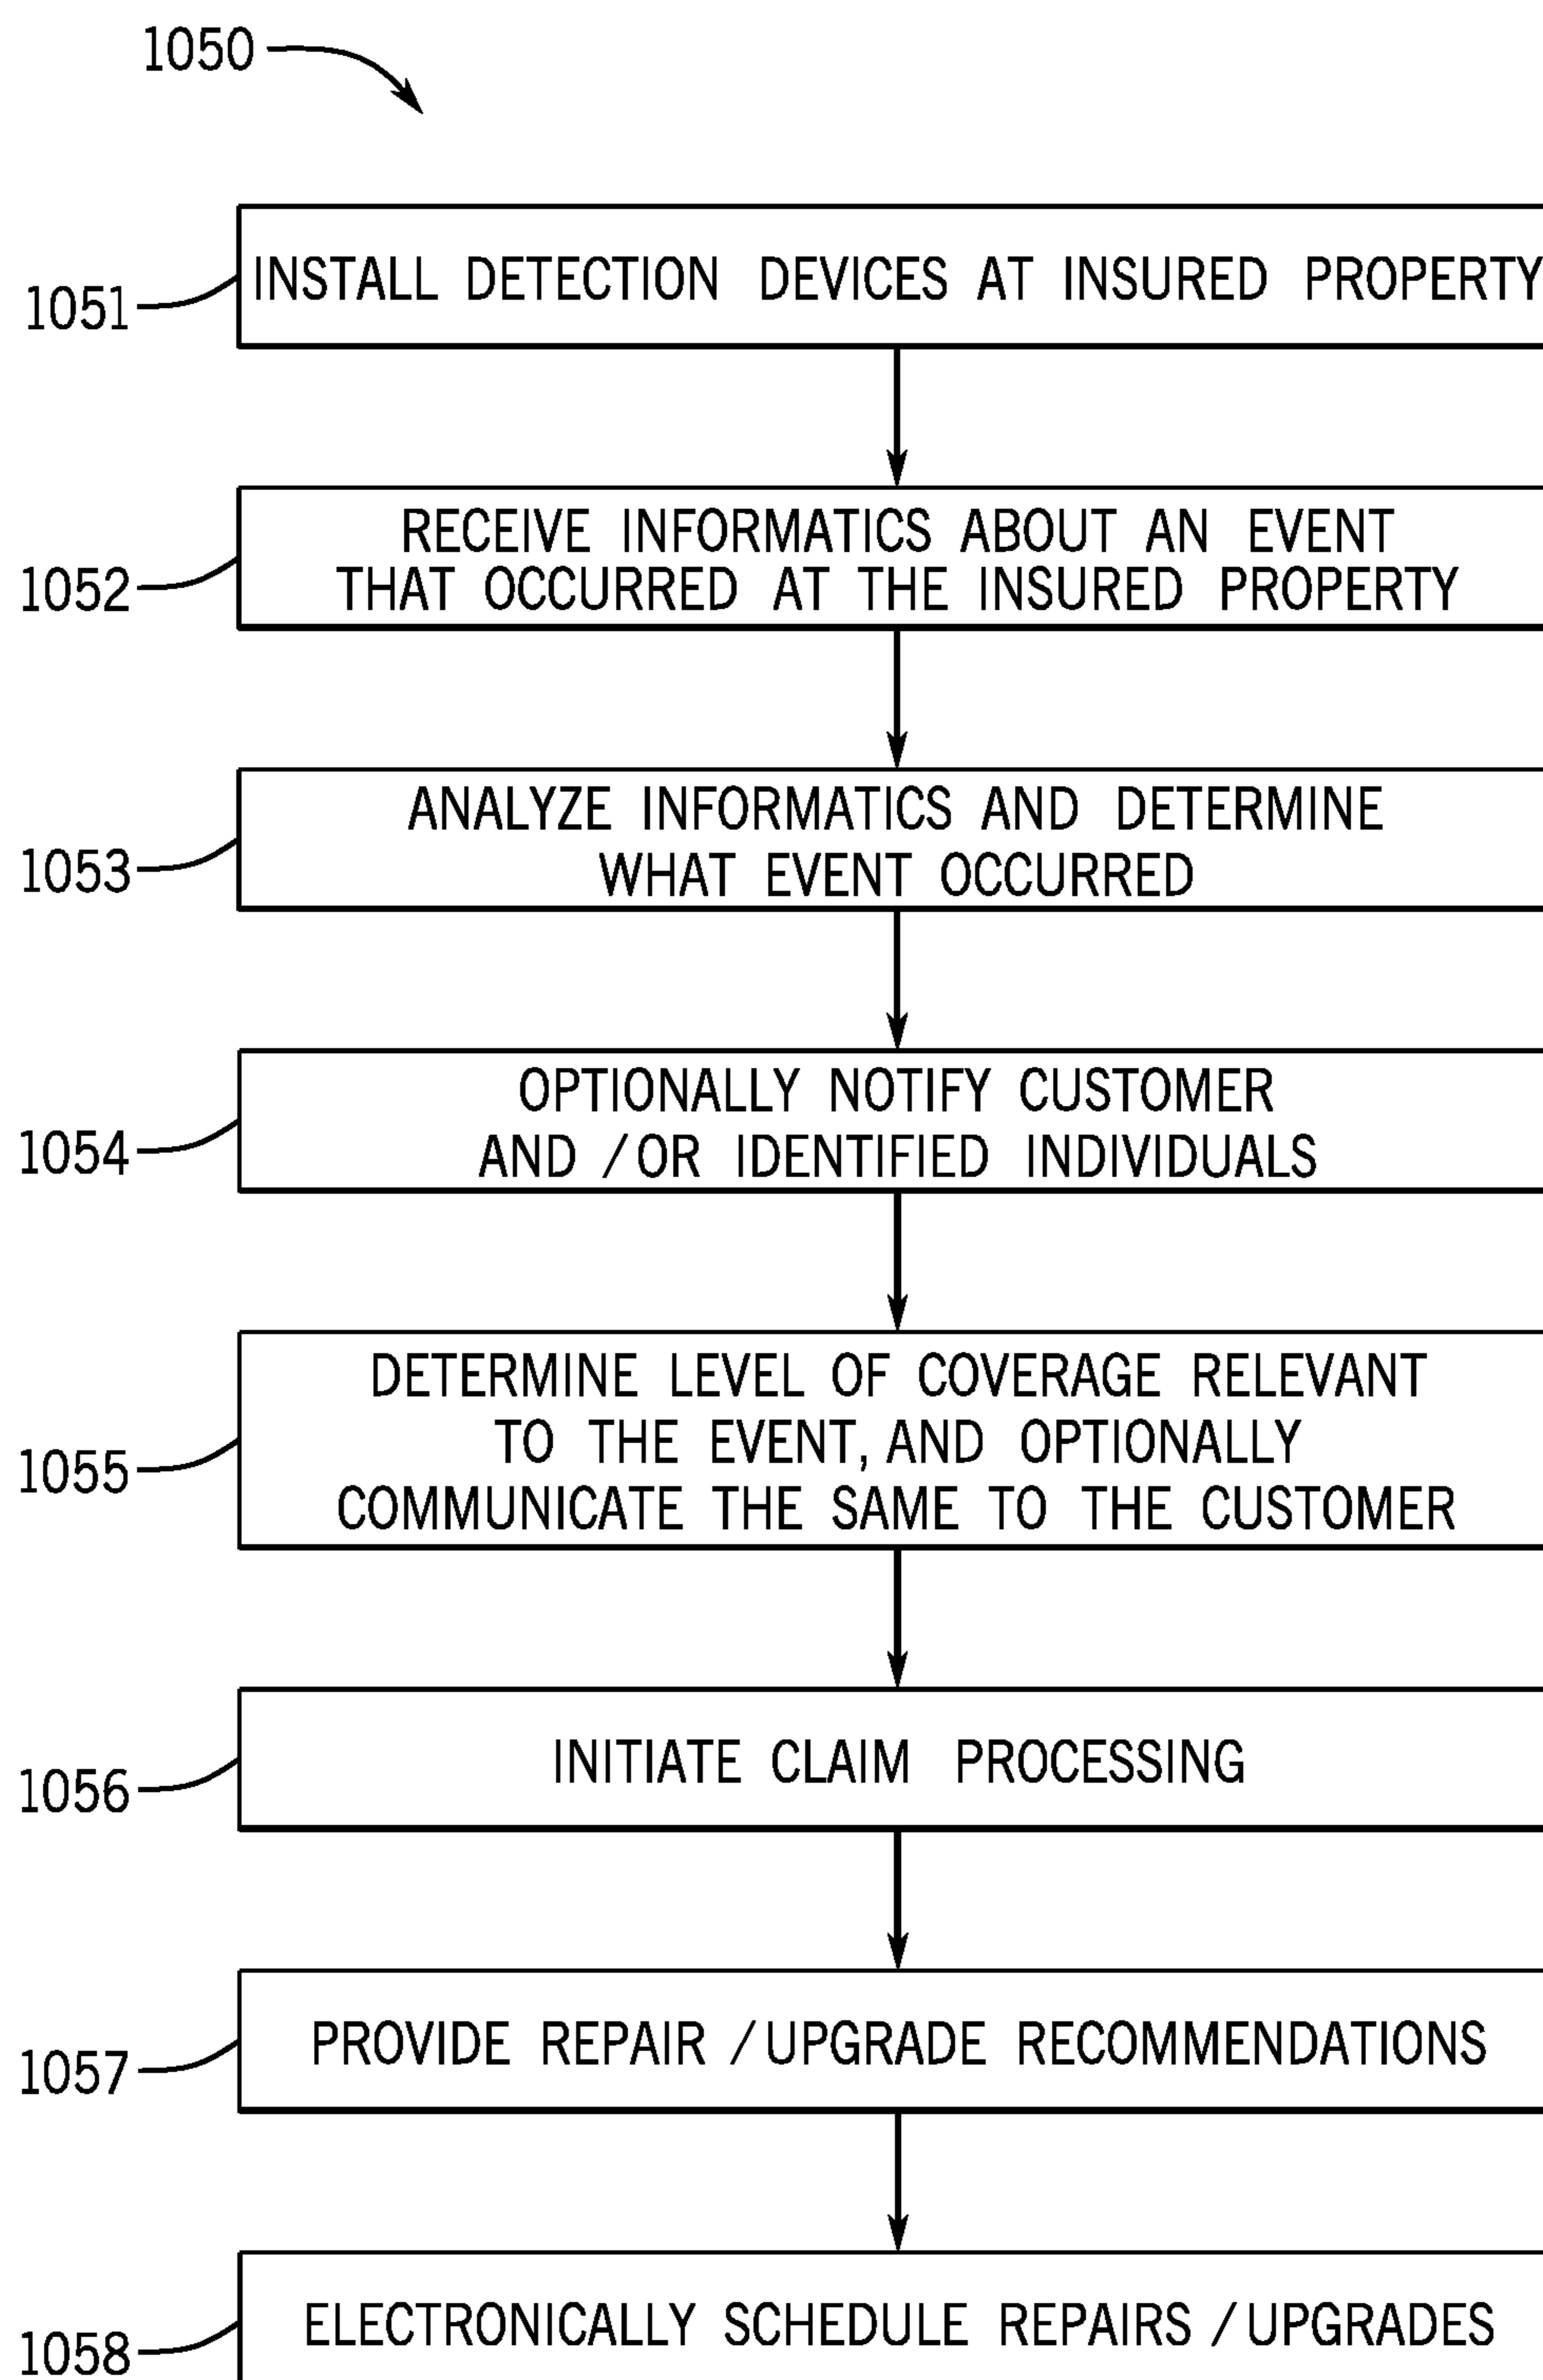 1050
1051
INSTALL DETECTION DEVICES AT INSURED PROPERTY
1052
RECEIVE INFORMATICS ABOUT AN EVENT
THAT OCCURRED AT THE INSURED PROPERTY
1053
ANALYZE INFORMATICS AND DETERMINE
WHAT EVENT OCCURRED
1054
OPTIONALLY NOTIFY CUSTOMER
AND /OR IDENTIFIED INDIVIDUALS
1055
DETERMINE LEVEL OF COVERAGE RELEVANT
TO THE EVENT, AND OPTIONALLY
COMMUNICATE THE SAME TO THE CUSTOMER
1056
INITIATE CLAIM PROCESSING
1057
PROVIDE REPAIR /UPGRADE RECOMMENDATIONS
1058
ELECTRONICALLY SCHEDULE REPAIRS /UPGRADES